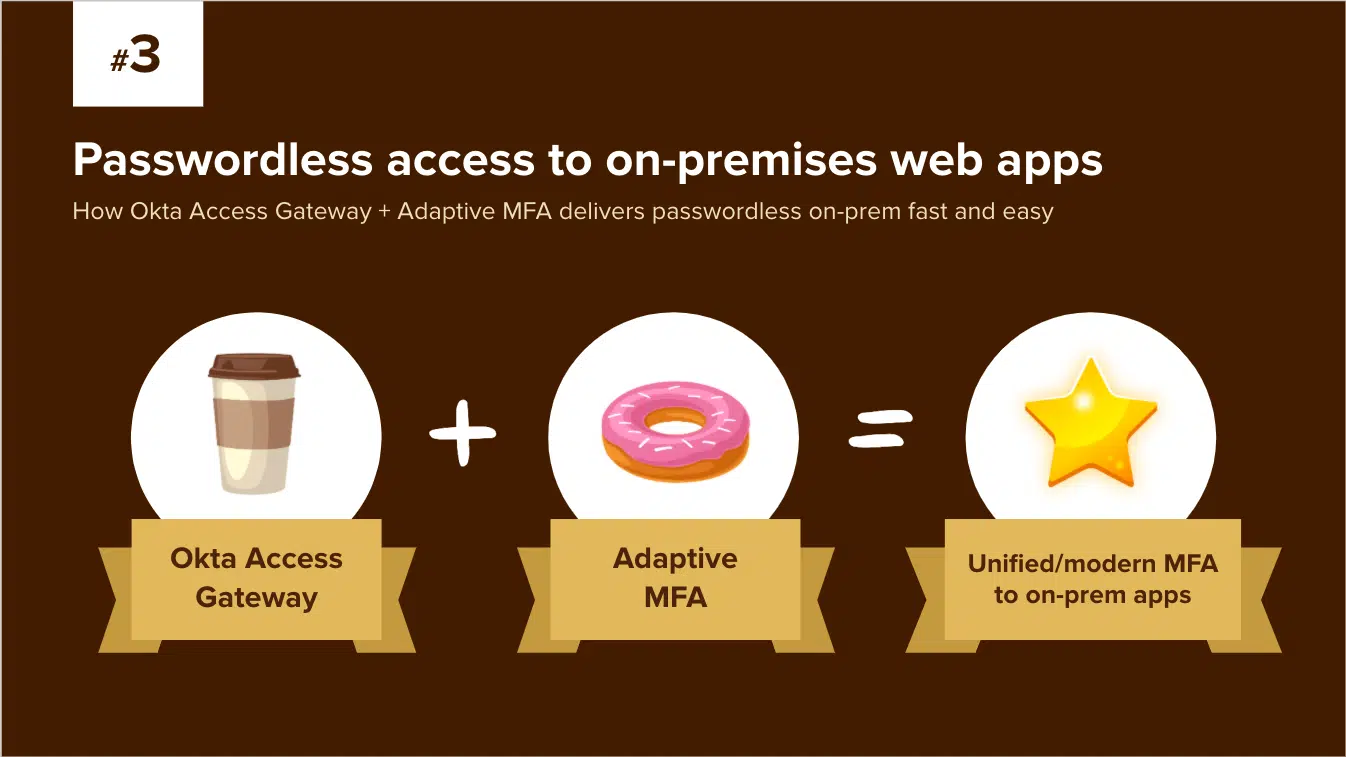 #3
Passwordless access to on-premises web apps
How Okta Access Gateway + Adaptive MFA delivers passwordless on-prem fast and easy
+
=
Okta Access
Gateway
Adaptive
MFA
Unified/modern MFA
to on-prem apps